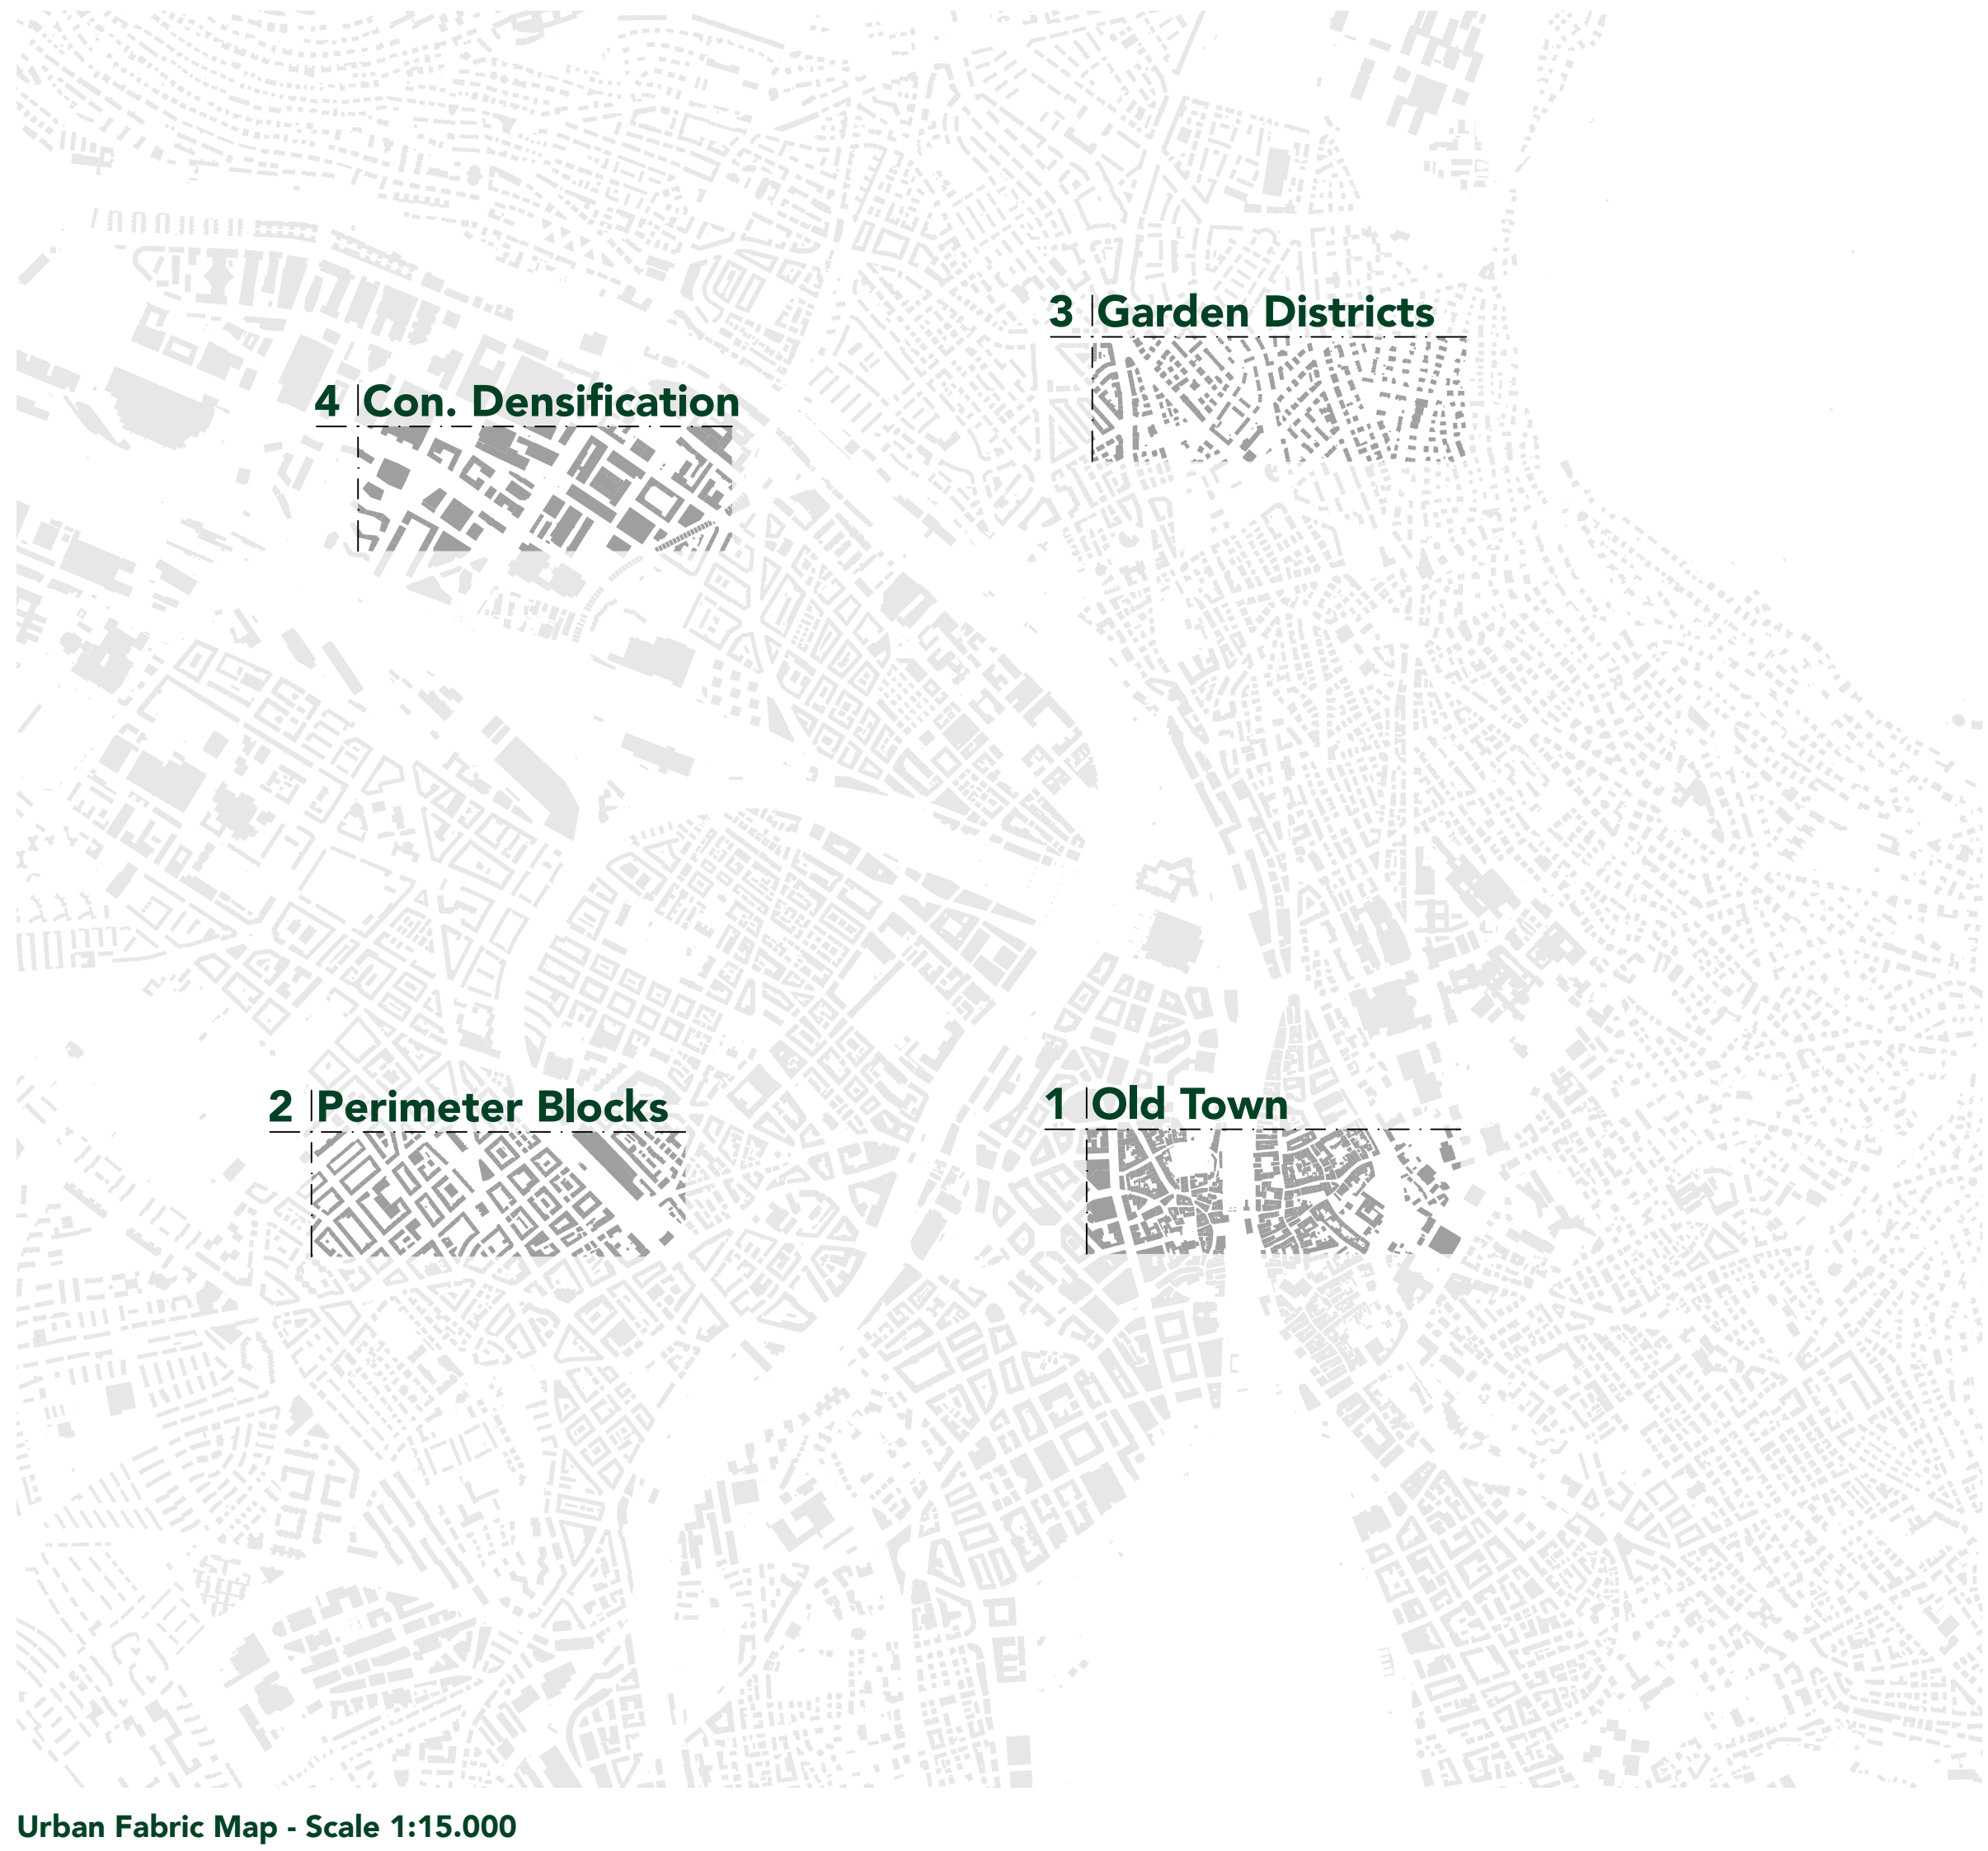 3 Garden Districts
4 Con. Densification
2 Perimeter Blocks
1 Old Town
Urban Fabric Map - Scale 1:15.000